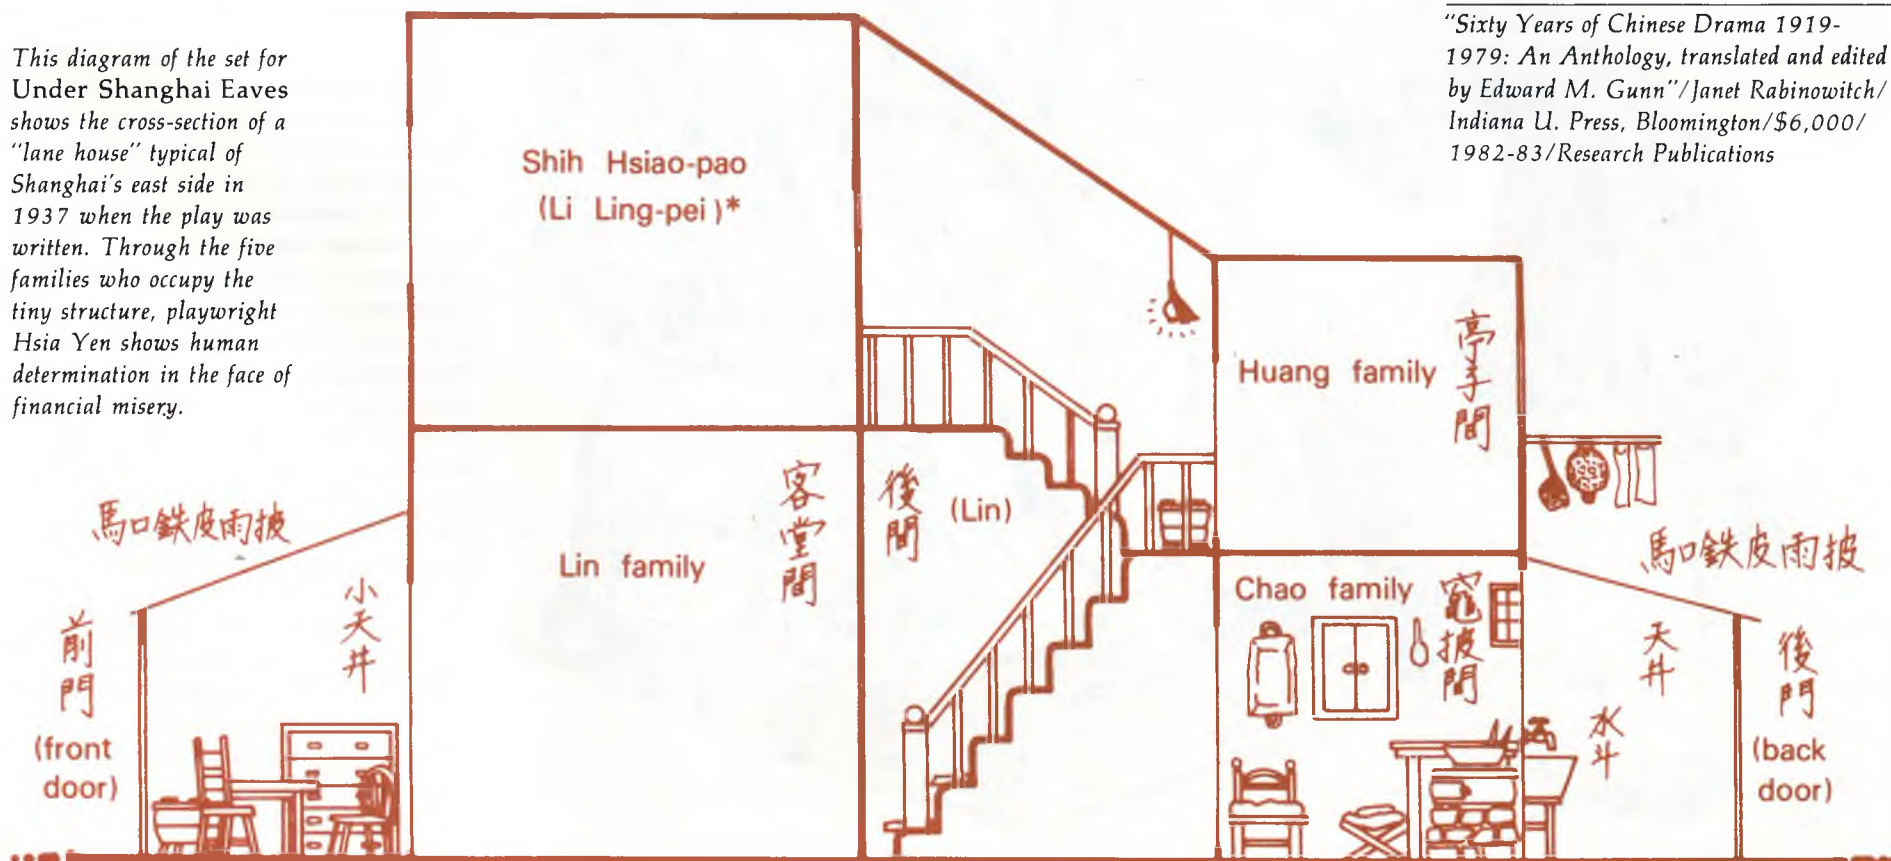 This diagram of the set for
Under Shanghai Eaves
shows the cross-section of a
"lane house" typical of
Shanghai's east side in
1937 when the play was
written. Through the five
families who occupy the
tiny structure, playwright
Hsia Yen shows human
determination in the face of
financial misery.
"Sixty Years of Chinese Drama 1919-
1979: An Anthology, translated and edited
by Edward M. Gunn"/Janet Rabinowitch/
Indiana U. Press, Bloomington/$6,000/
1982-83/Research Publications
Shih Hsiao-pao
(Li Ling-pei)*
Huang family
亭子間
馬口鉄皮雨披
前門
(front
door)
小天井
Lin family
客堂間
後間
(Lin)
Chao family
竈披間
馬口鉄皮雨披
天井
水斗
後門
(back
door)